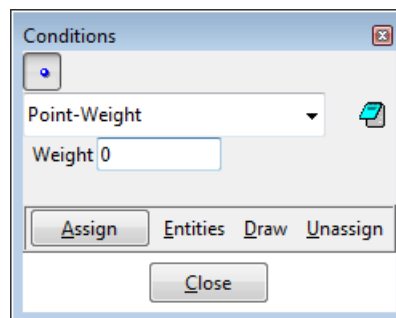 Conditions
Point-Weight
Weight 0
Assign Entities Draw Unassign
Close